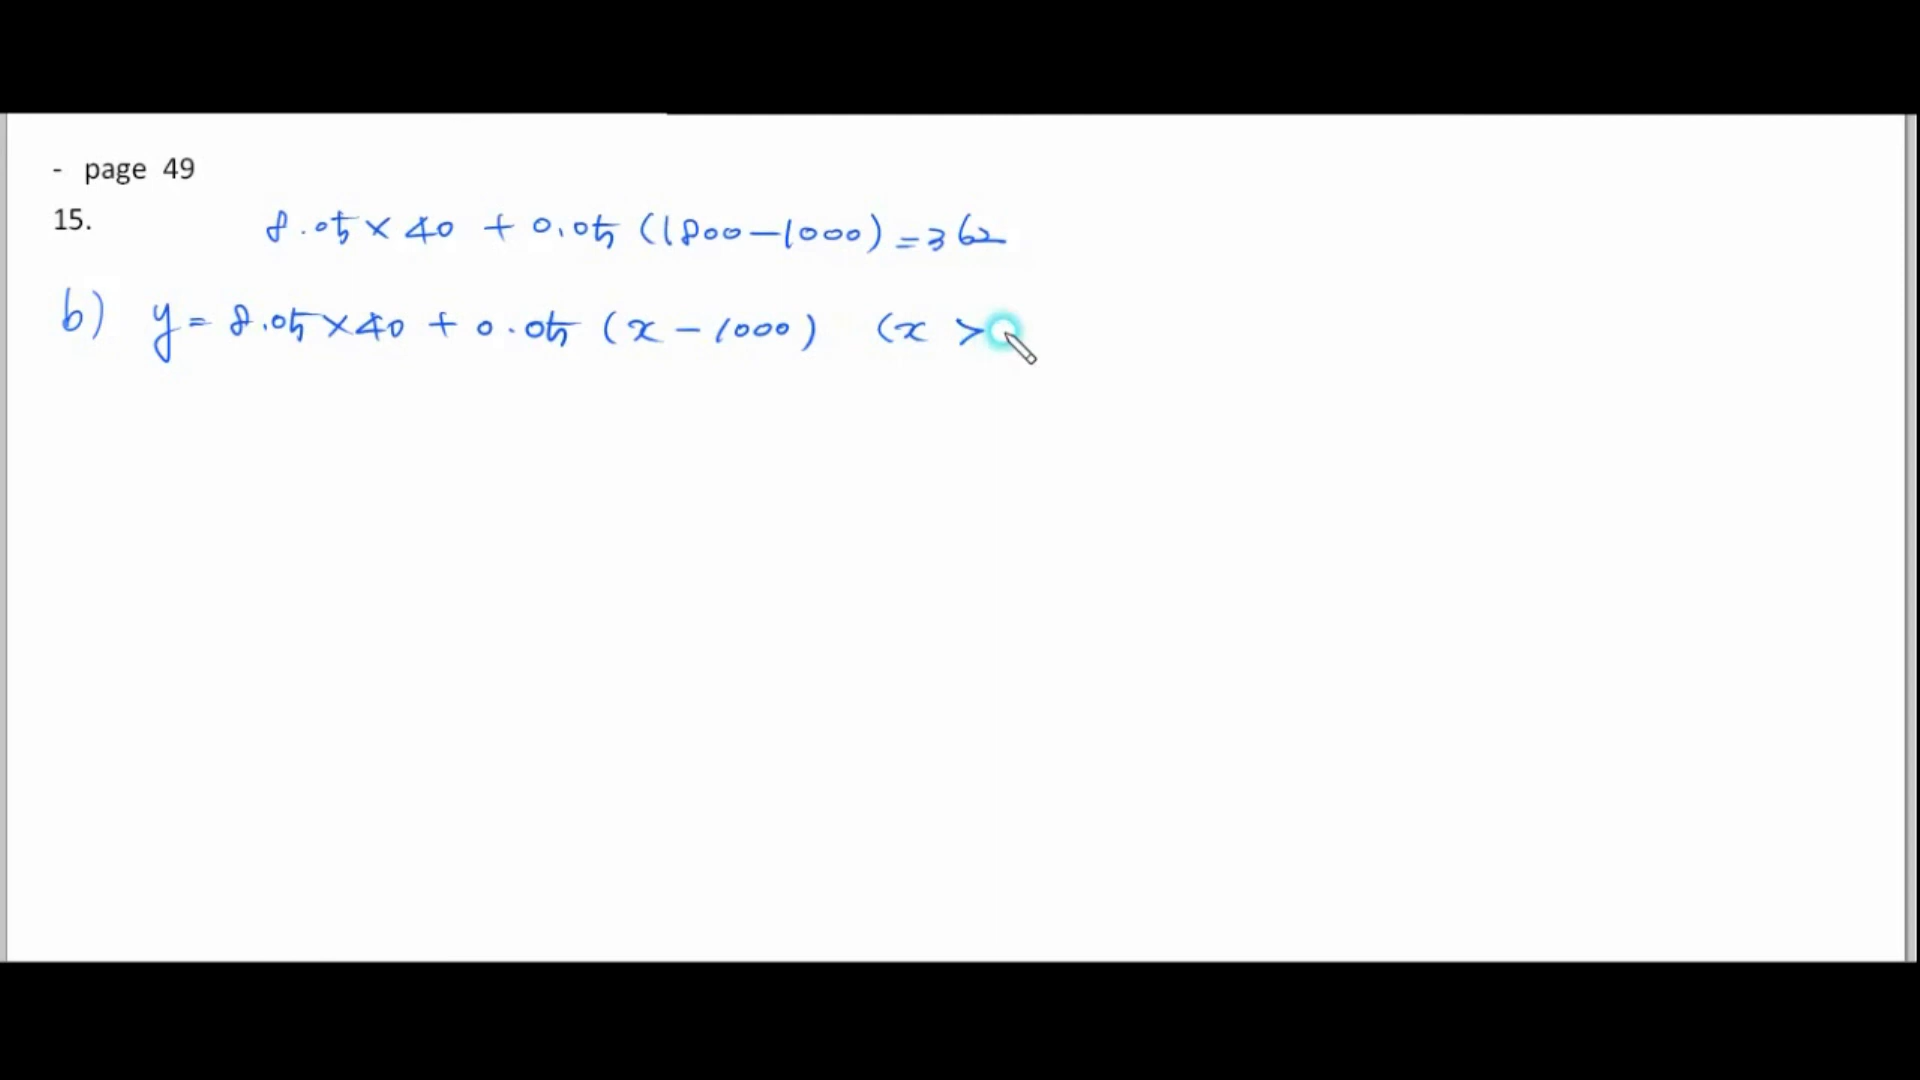 - page 49
15.
8.05 × 40 + 0.05 (1800 - 1000) = 362
b) y = 8.05 × 40 + 0.05 (x - 1000) (x >